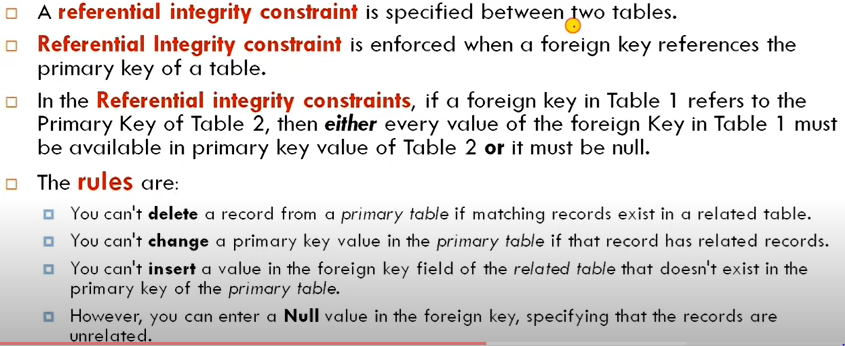 A referential integrity constraint is specified between two tables.
Referential Integrity constraint is enforced when a foreign key references the
primary key of a table.
In the Referential integrity constraints, if a foreign key in Table 1 refers to the
Primary Key of Table 2, then either every value of the foreign Key in Table 1 must
be available in primary key value of Table 2 or it must be null.
The rules are:
You can't delete a record from a primary table if matching records exist in a related table.
You can't change a primary key value in the primary table if that record has related records.
You can't insert a value in the foreign key field of the related table that doesn't exist in the
primary key of the primary table.
However, you can enter a Null value in the foreign key, specifying that the records are
unrelated.